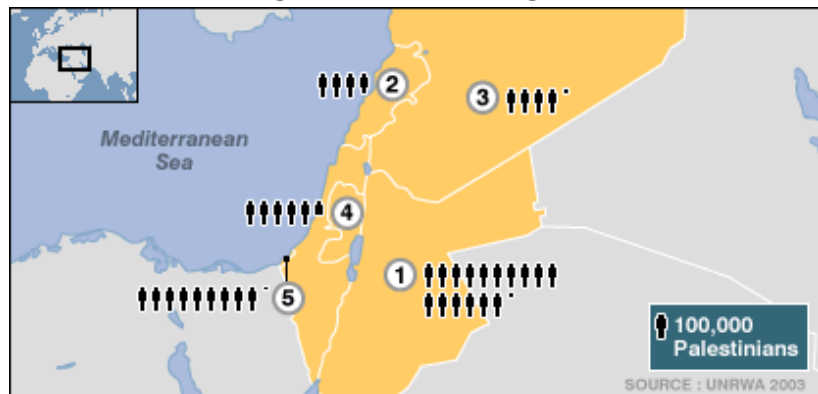 Mediterranean
Sea
2
3
4
1
5
100,000
Palestinians
SOURCE : UNRWA 2003